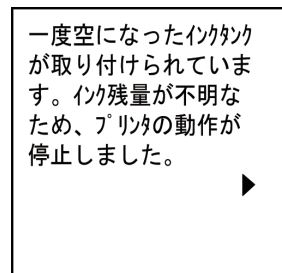 一度空になったｲﾝｸﾀﾝｸ
が取り付けられていま
す。ｲﾝｸ残量が不明な
ため、ﾌﾟﾘﾝﾀの動作が
停止しました。